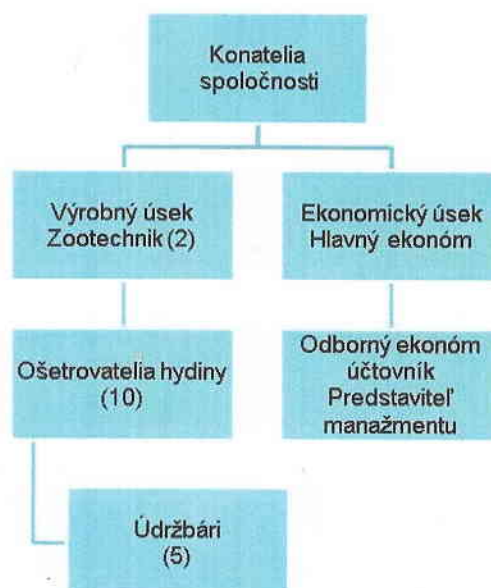 Konatelia
spoločnosti
Výrobný úsek
Zootechnik (2)
Ekonomický úsek
Hlavný ekonóm
Ošetrovatelia hydiny
(10)
Odborný ekonóm
účtovník
Predstaviteľ
manažmentu
Údržbári
(5)